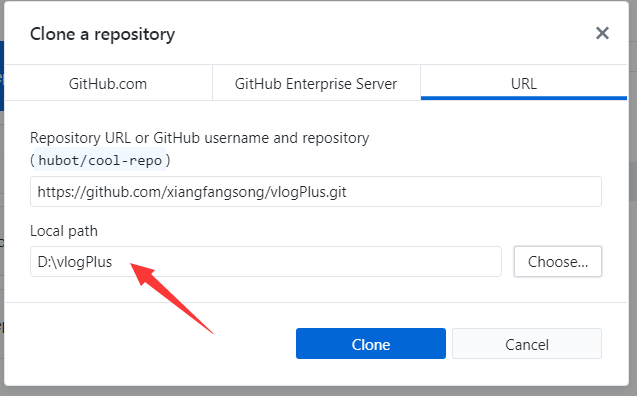 Clone a repository
GitHub.com
GitHub Enterprise Server
URL
Repository URL or GitHub username and repository
(hubot/cool-repo)
https://github.com/xiangfangsong/vlogPlus.git
Local path
D:\vlogPlus
Choose...
Clone
Cancel